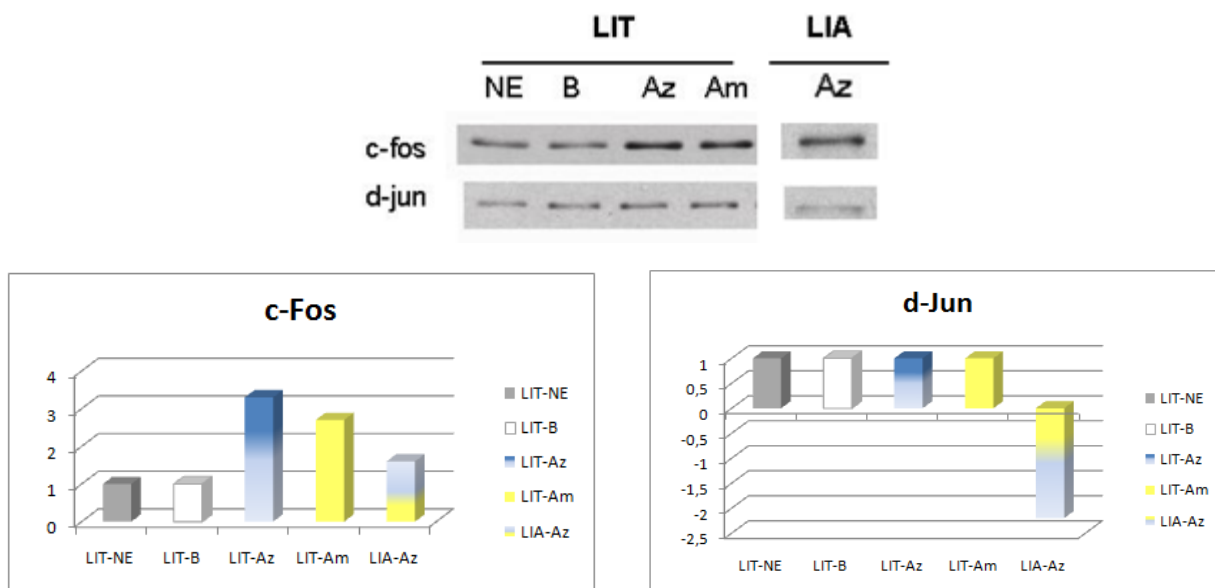 LIT LIA
NE B Az Am Az
c-fos
d-jun
c-Fos
4
3
2
1
0
LIT-NE LIT-B LIT-Az LIT-Am LIA-Az
LIT-NE
LIT-B
LIT-Az
LIT-Am
LIA-Az
d-Jun
1
0,5
0
-0,5
-1
-1,5
-2
-2,5
LIT-NE LIT-B LIT-Az LIT-Am LIA-Az
LIT-NE
LIT-B
LIT-Az
LIT-Am
LIA-Az